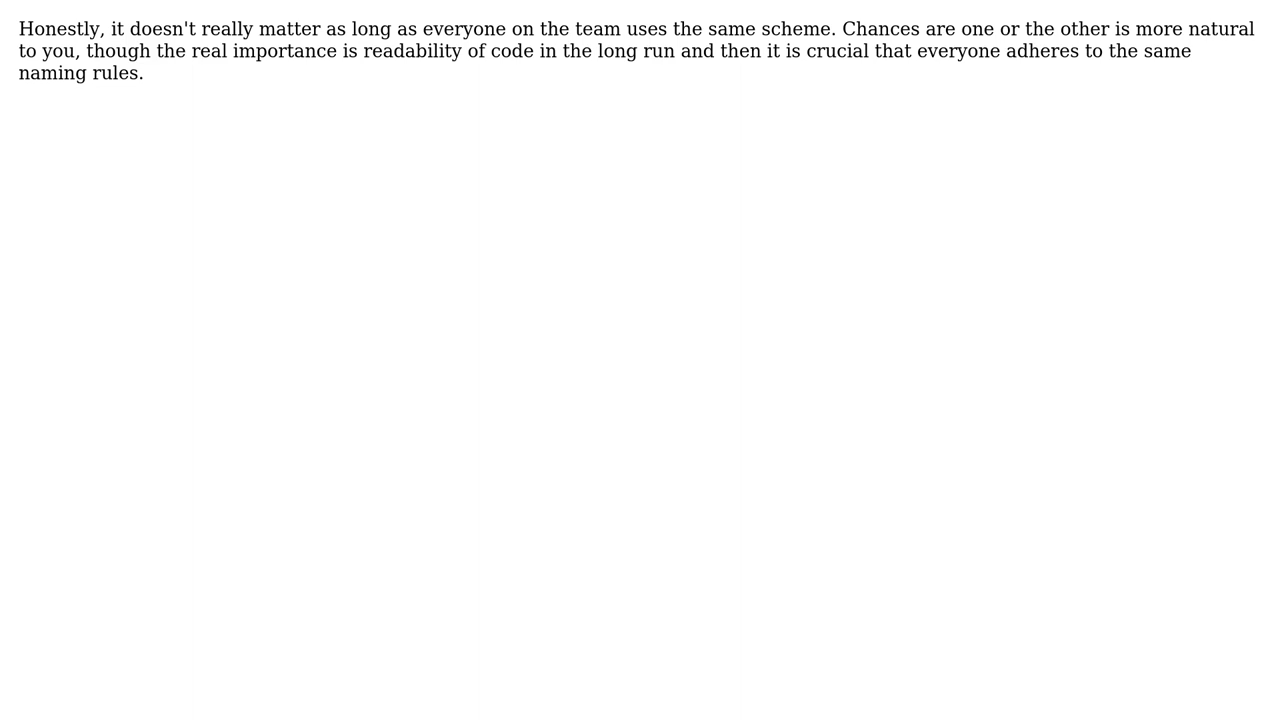 Honestly, it doesn't really matter as long as everyone on the team uses the same scheme. Chances are one or the other is more natural
to you, though the real importance is readability of code in the long run and then it is crucial that everyone adheres to the same
naming rules.